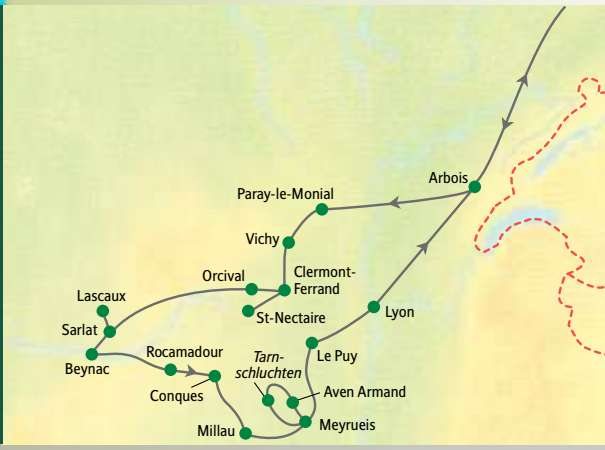 Arbois
Paray-le-Monial
Vichy
Orcival
Clermont-
Ferrand
Lascaux
St-Nectaire
Lyon
Sarlat
Rocamadour
Le Puy
Beynac
Tarn-
schluchten
Conques
Aven Armand
Millau
Meyrueis